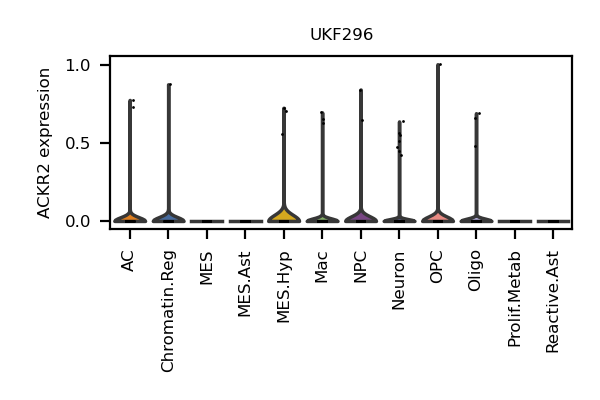 UKF296
ACKR2 expression
1.0
0.5
0.0
AC
Chromatin.Reg
MES
MES.Ast
MES.Hyp
Mac
NPC
Neuron
OPC
Oligo
Prolif.Metab
Reactive.Ast